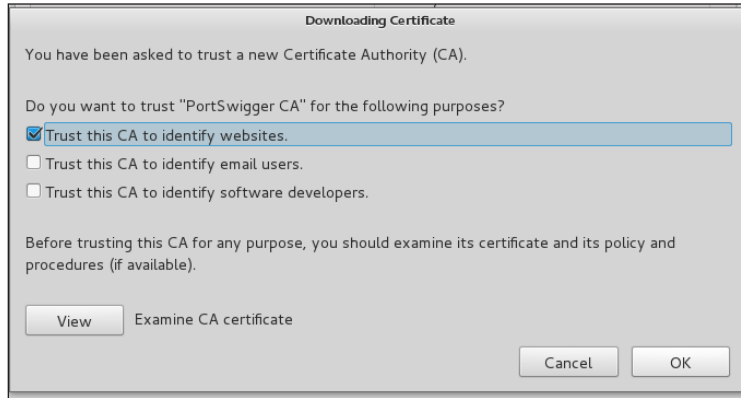 Downloading Certificate
You have been asked to trust a new Certificate Authority (CA).
Do you want to trust "PortSwigger CA" for the following purposes?
Trust this CA to identify websites.
Trust this CA to identify email users.
Trust this CA to identify software developers.
Before trusting this CA for any purpose, you should examine its certificate and its policy and
procedures (if available).
View Examine CA certificate
Cancel OK